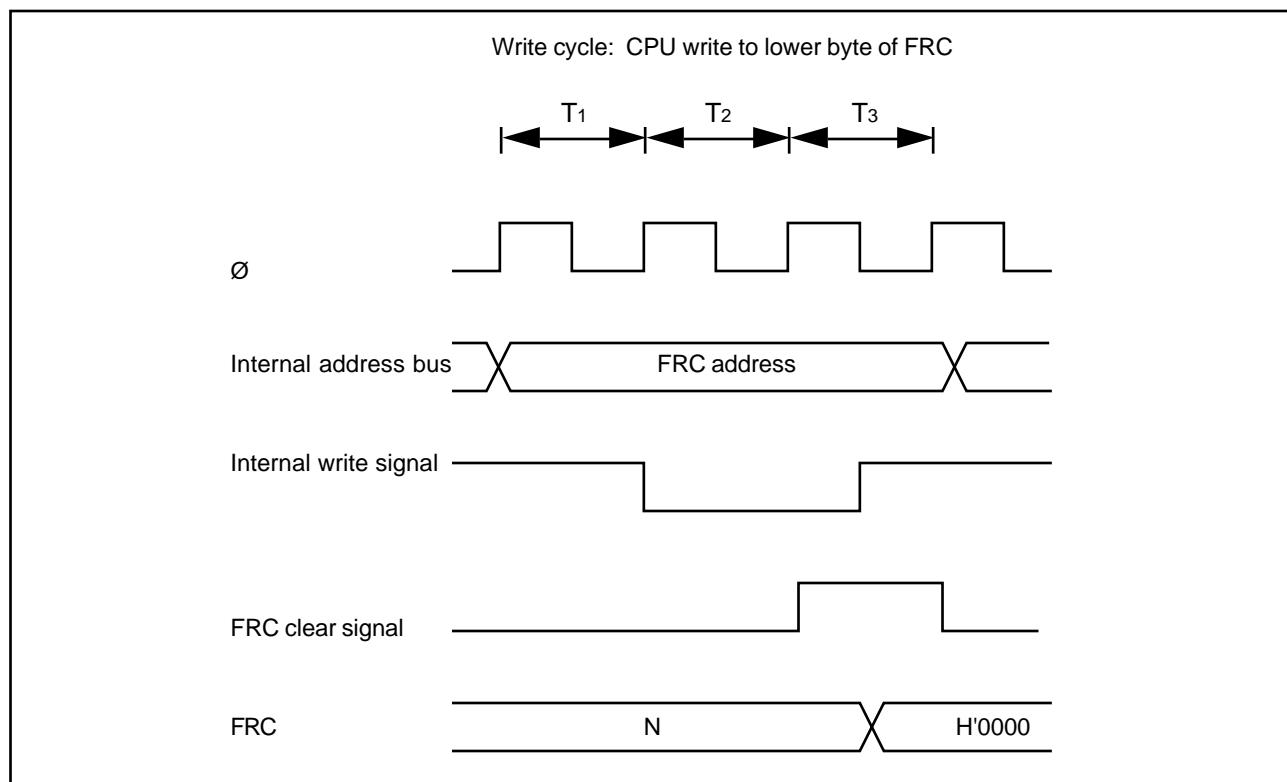 Write cycle: CPU write to lower byte of FRC
T1 T2 T3
Ø
Internal address bus FRC address
Internal write signal
FRC clear signal
FRC N H'0000